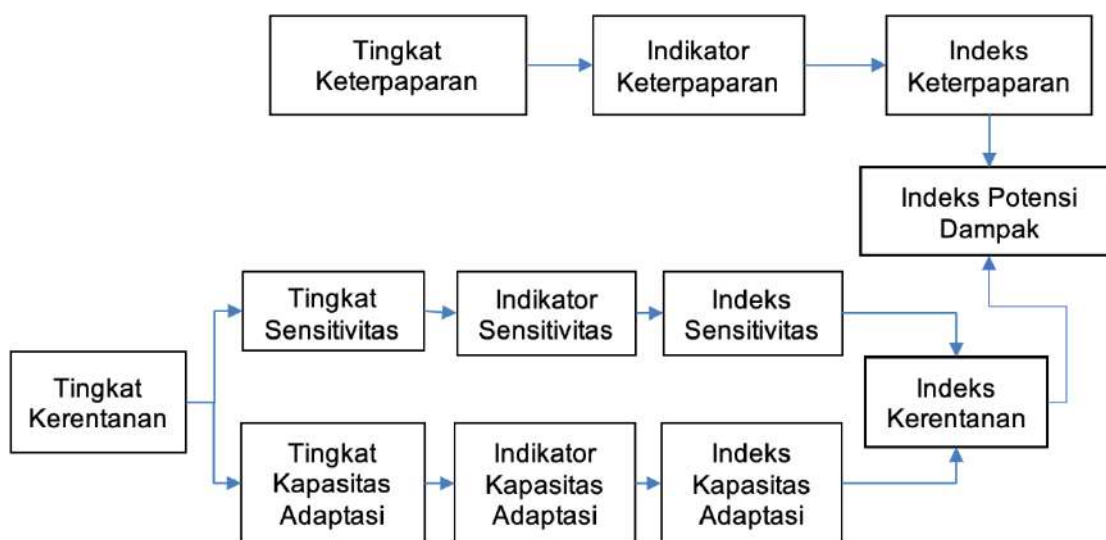 Tingkat
Keterpaparan
Indikator
Keterpaparan
Indeks
Keterpaparan
Indeks Potensi
Dampak
Tingkat
Sensitivitas
Indikator
Sensitivitas
Indeks
Sensitivitas
Tingkat
Kerentanan
Indeks
Kerentanan
Tingkat
Kapasitas
Adaptasi
Indikator
Kapasitas
Adaptasi
Indeks
Kapasitas
Adaptasi